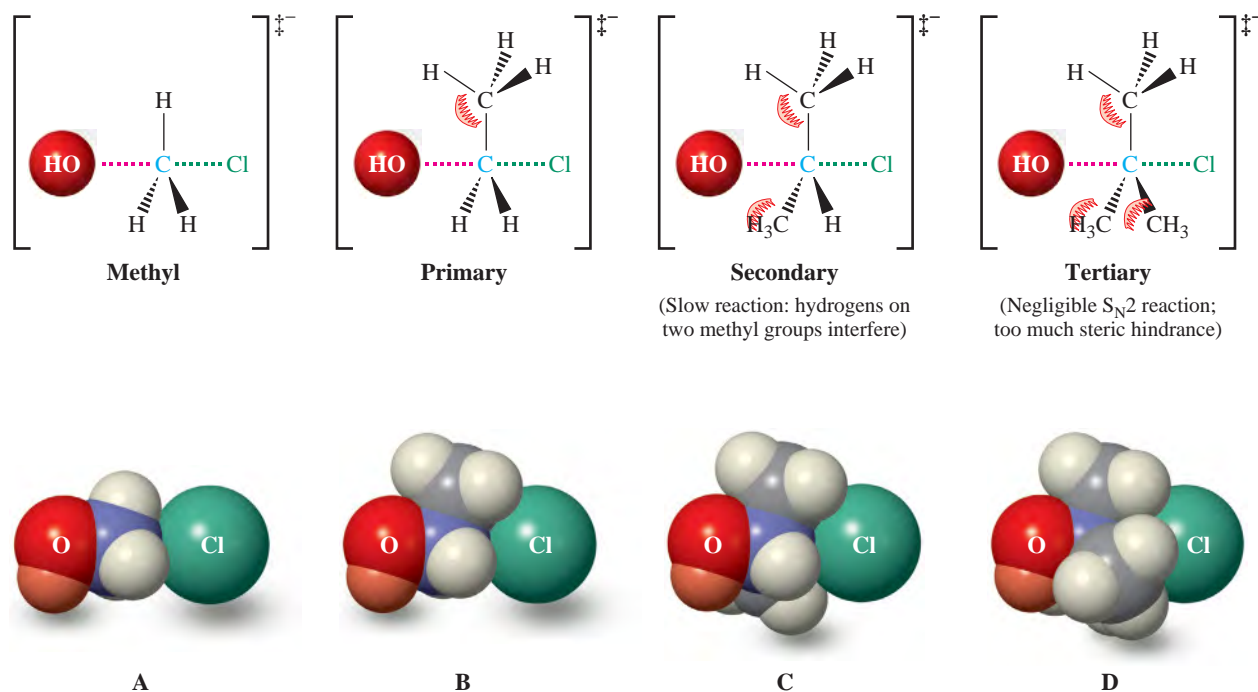 ‡−
H
HO
C
Cl
H
H
Methyl
‡−
H
H
H
C
HO
C
Cl
H
H
Primary
‡−
H
H
H
C
HO
C
Cl
H₃C
H
Secondary
(Slow reaction: hydrogens on
two methyl groups interfere)
‡−
H
H
H
C
HO
C
Cl
H₃C
CH₃
Tertiary
(Negligible Sₙ2 reaction;
too much steric hindrance)
O
Cl
A
O
Cl
B
O
Cl
C
O
Cl
D